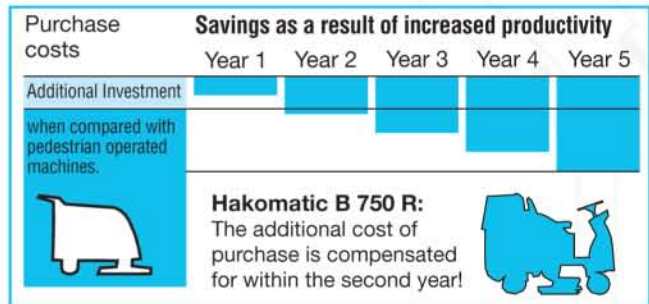 Purchase costs
Savings as a result of increased productivity
Year 1 Year 2 Year 3 Year 4 Year 5
Additional Investment
when compared with
pedestrian operated
machines.
Hakomatic B 750 R:
The additional cost of
purchase is compensated
for within the second year!